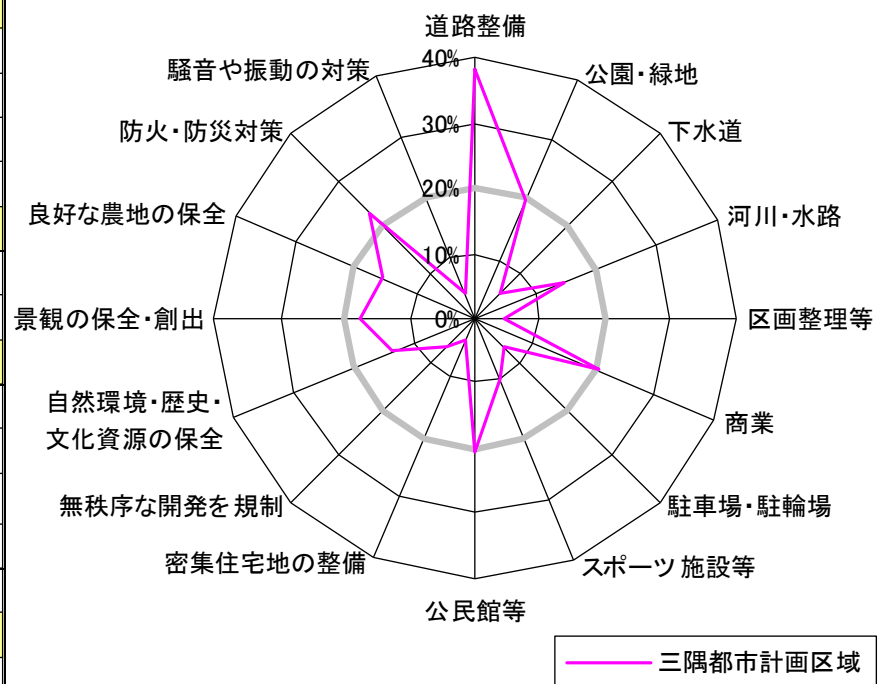 道路整備
公園・緑地
下水道
河川・水路
区画整理等
商業
駐車場・駐輪場
スポーツ施設等
公民館等
密集住宅地の整備
無秩序な開発を規制
自然環境・歴史・
文化資源の保全
景観の保全・創出
良好な農地の保全
防火・防災対策
騒音や振動の対策
40%
30%
20%
10%
0%
三隅都市計画区域